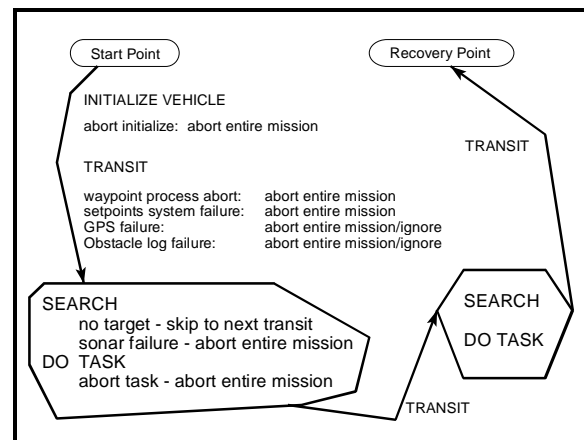 Start Point
Recovery Point
INITIALIZE VEHICLE
abort initialize: abort entire mission
TRANSIT
TRANSIT
waypoint process abort: abort entire mission
setpoints system failure: abort entire mission
GPS failure: abort entire mission/ignore
Obstacle log failure: abort entire mission/ignore
SEARCH
no target - skip to next transit
sonar failure - abort entire mission
DO TASK
abort task - abort entire mission
SEARCH
DO TASK
TRANSIT